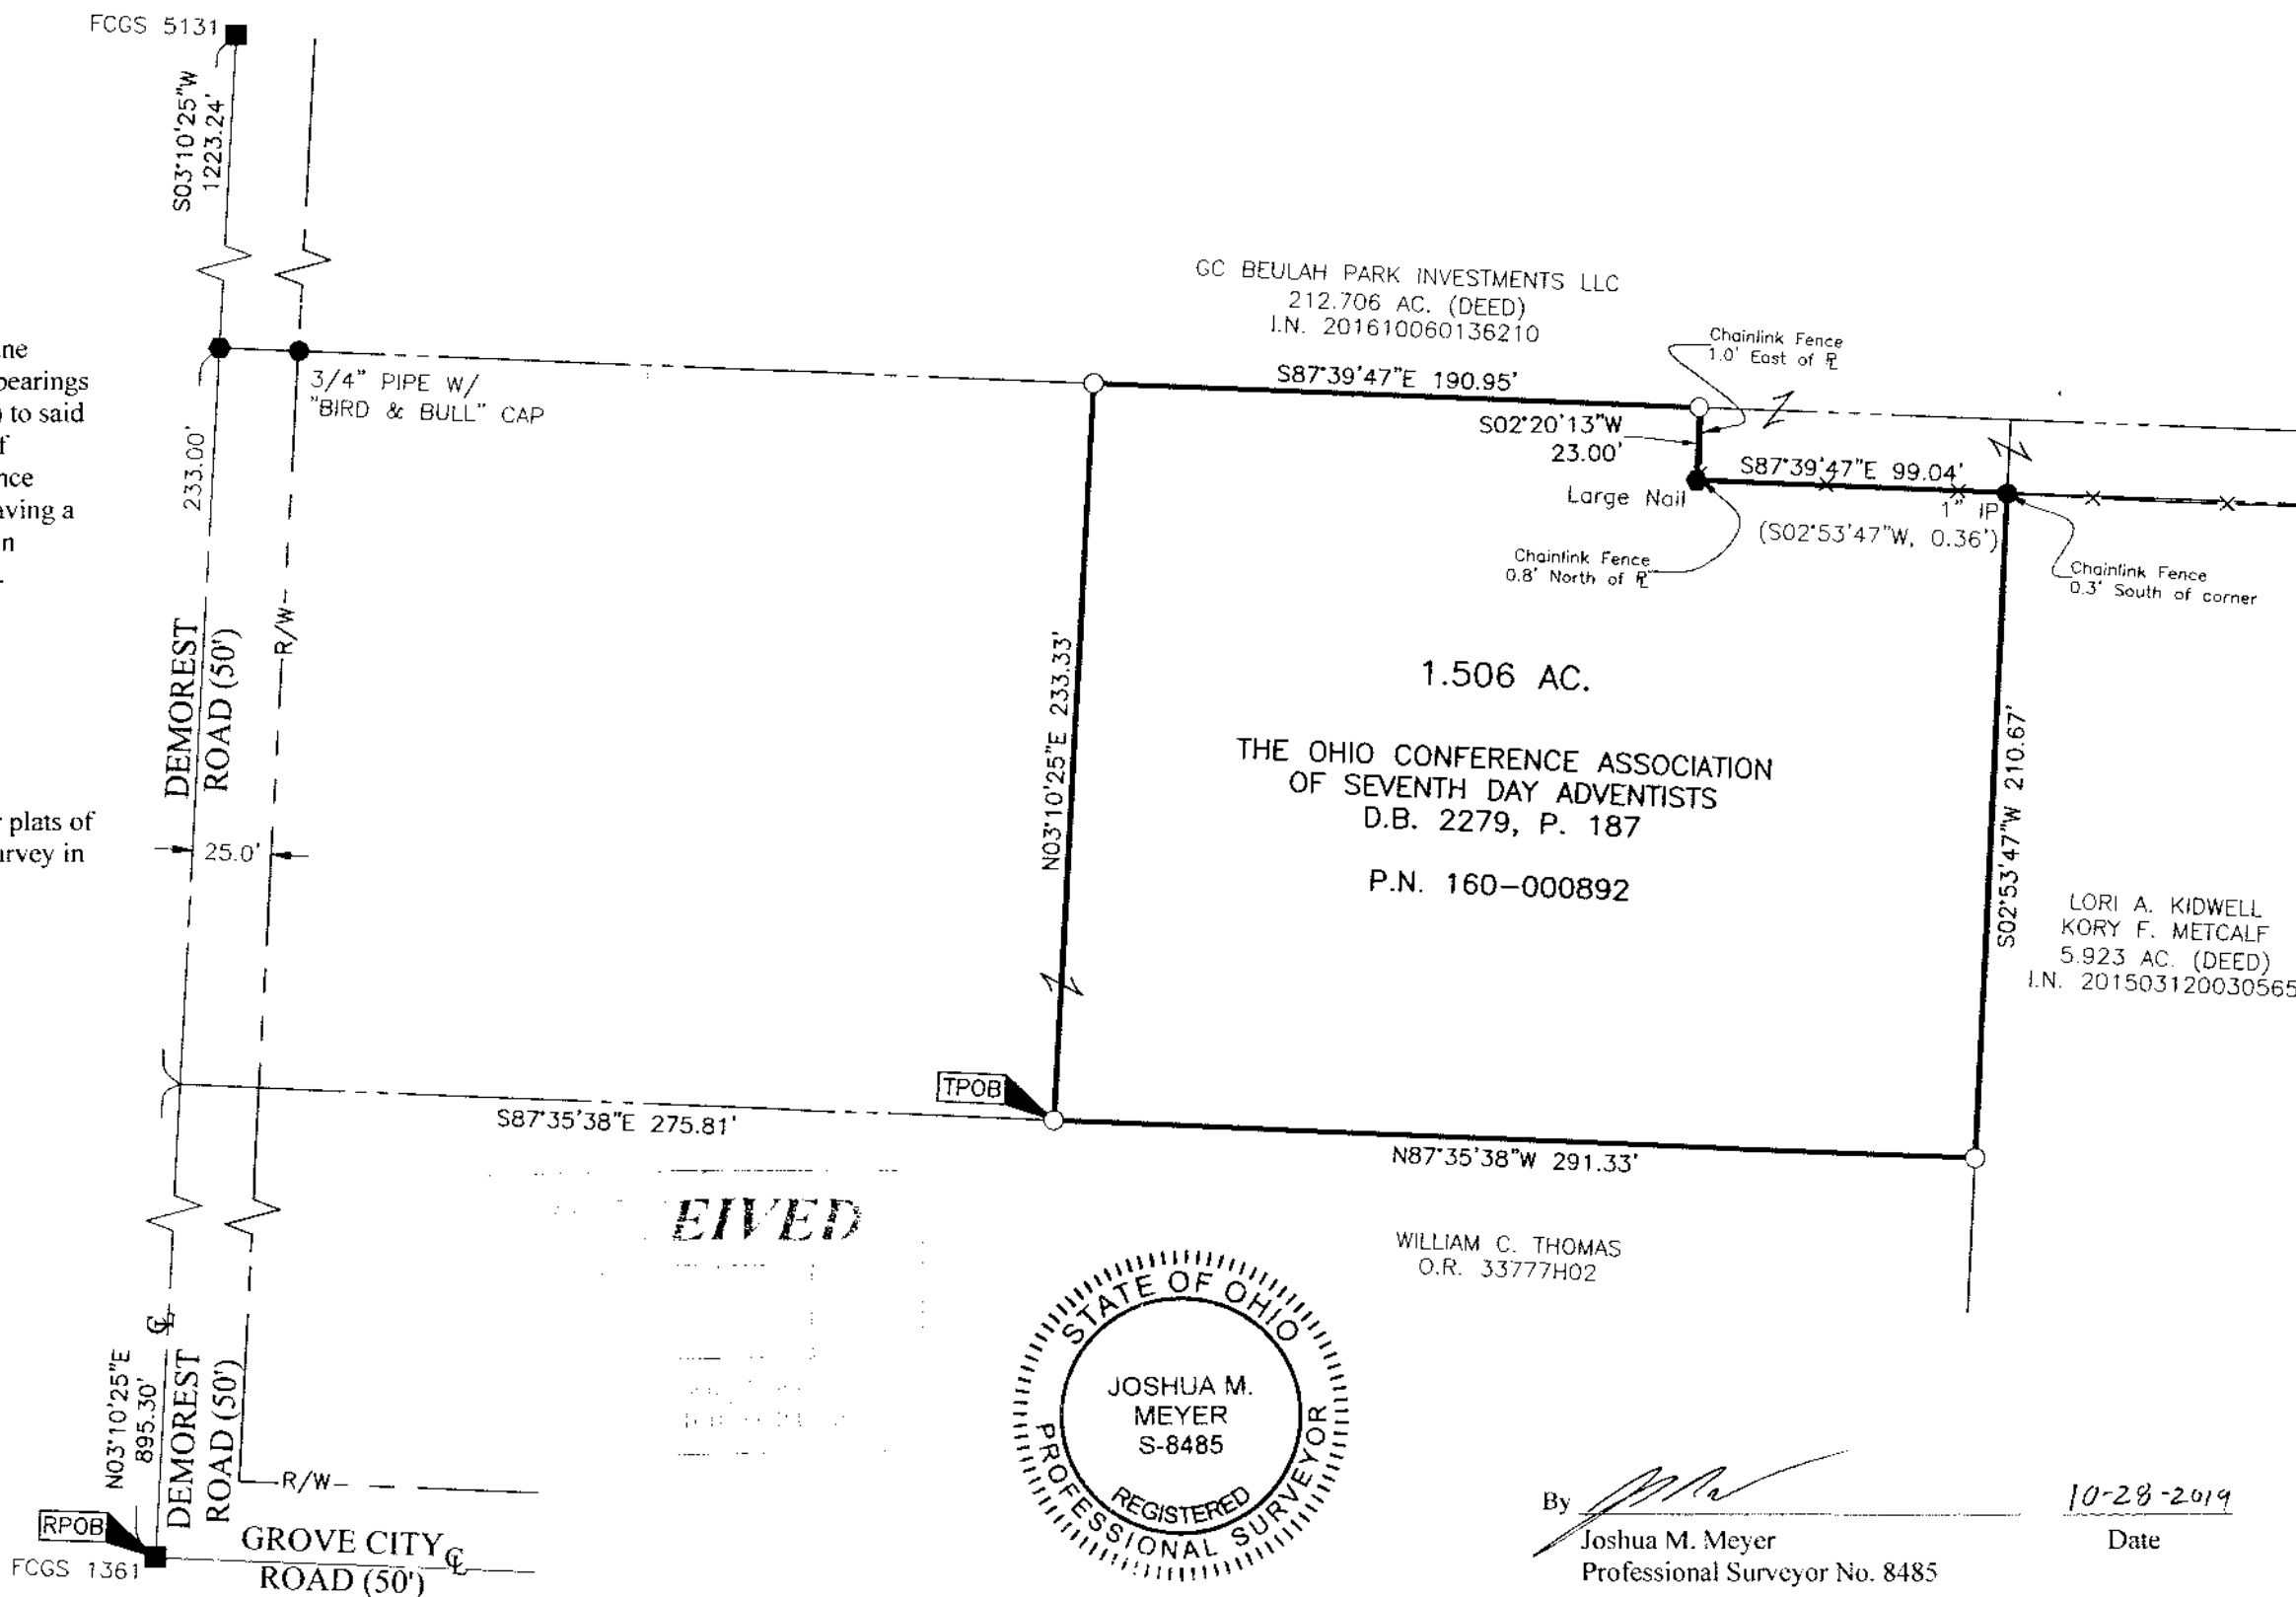 FCGS 5131
S03°10'25"W
1223.24'
GC BEULAH PARK INVESTMENTS LLC
212.706 AC. (DEED)
I.N. 201610060136210
Chainlink Fence
1.0' East of ⅊
S87°39'47"E 190.95'
3/4" PIPE W/
"BIRD & BULL" CAP
S02°20'13"W
23.00'
S87°39'47"E 99.04'
Large Nail
1" IP
(S02°53'47"W, 0.36')
Chainlink Fence
0.8' North of ⅊
Chainlink Fence
0.3' South of corner
ne
bearings
to said
f
nce
aving a
n
233.00'
R/W
DEMOREST
ROAD (50')
N03°10'25"E 233.33'
1.506 AC.
THE OHIO CONFERENCE ASSOCIATION
OF SEVENTH DAY ADVENTISTS
D.B. 2279, P. 187
P.N. 160-000892
S02°53'47"W 210.67'
plats of
urvey in
25.0'
LORI A. KIDWELL
KORY F. METCALF
5.923 AC. (DEED)
I.N. 201503120030565
TPOB
S87°35'38"E 275.81'
N87°35'38"W 291.33'
EIVED
WILLIAM C. THOMAS
O.R. 33777H02
STATE OF OHIO
JOSHUA M.
MEYER
S-8485
REGISTERED
PROFESSIONAL SURVEYOR
℄
N03°10'25"E
895.30'
DEMOREST
ROAD (50')
R/W
RPOB
FCGS 1361
GROVE CITY ℄
ROAD (50')
By
10-28-2019
Joshua M. Meyer
Date
Professional Surveyor No. 8485